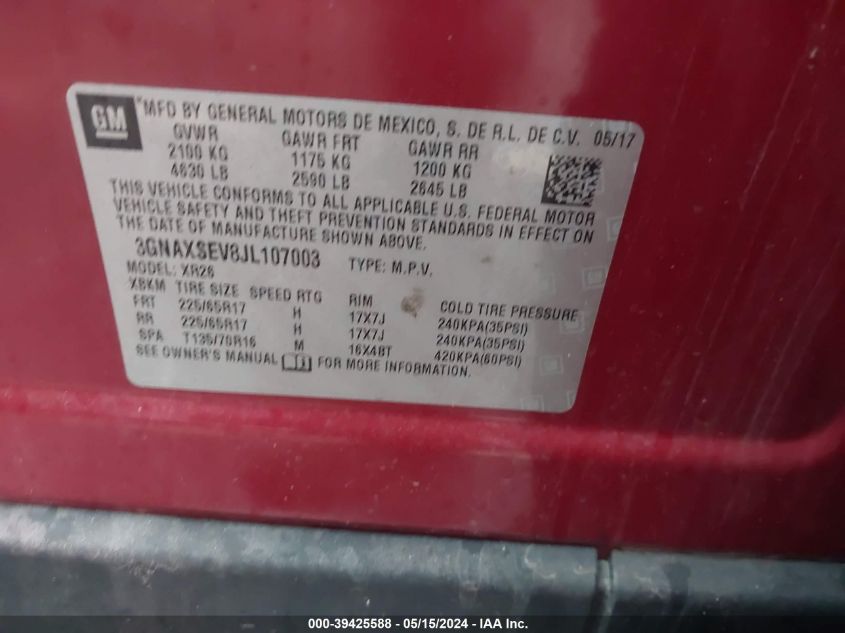 GM
*MFD BY GENERAL MOTORS DE MEXICO, S. DE R.L. DE C.V. 05/17
GVWR GAWR FRT GAWR RR
2100 KG 1175 KG 1200 KG
4630 LB 2590 LB 2645 LB
THIS VEHICLE CONFORMS TO ALL APPLICABLE U.S. FEDERAL MOTOR
VEHICLE SAFETY AND THEFT PREVENTION STANDARDS IN EFFECT ON
THE DATE OF MANUFACTURE SHOWN ABOVE.
3GNAXSEV8JL107003 TYPE: M.P.V.
MODEL: XR26
XBKM TIRE SIZE SPEED RTG RIM COLD TIRE PRESSURE
FRT 225/65R17 H 17X7J 240KPA(35PSI)
RR 225/65R17 H 17X7J 240KPA(35PSI)
SPA T135/70R16 M 16X4BT 420KPA(60PSI)
SEE OWNER'S MANUAL FOR MORE INFORMATION.
000-39425588 - 05/15/2024 - IAAI.com.